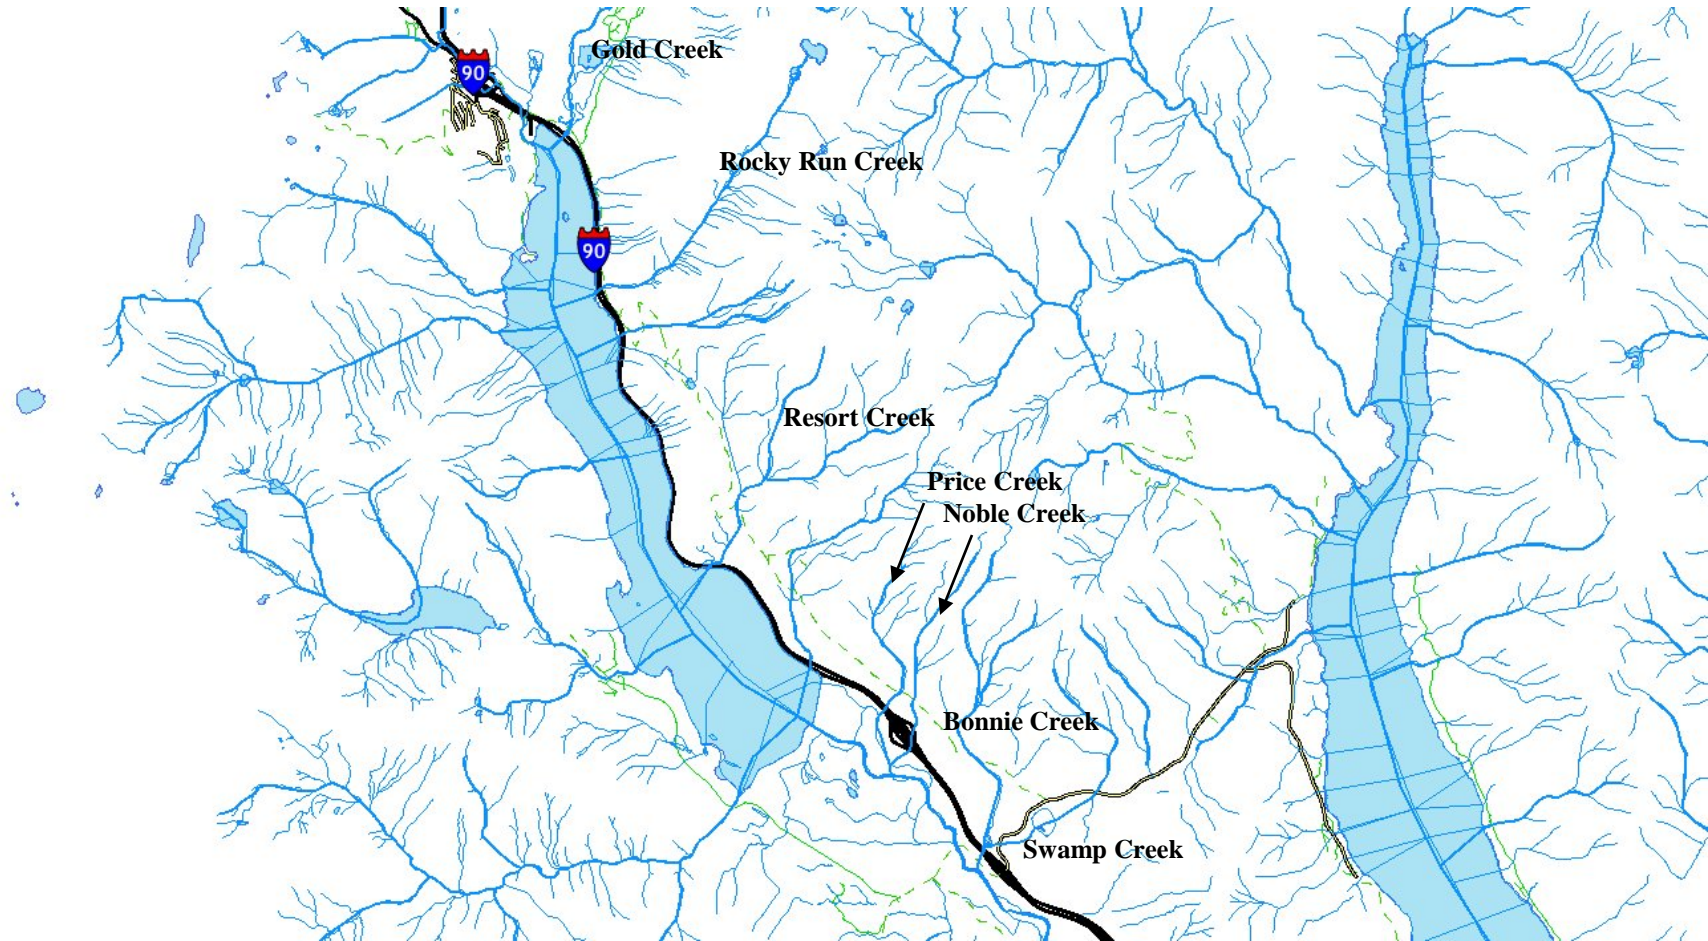 Gold Creek
90
Rocky Run Creek
90
Resort Creek
Price Creek
Noble Creek
Bonnie Creek
Swamp Creek